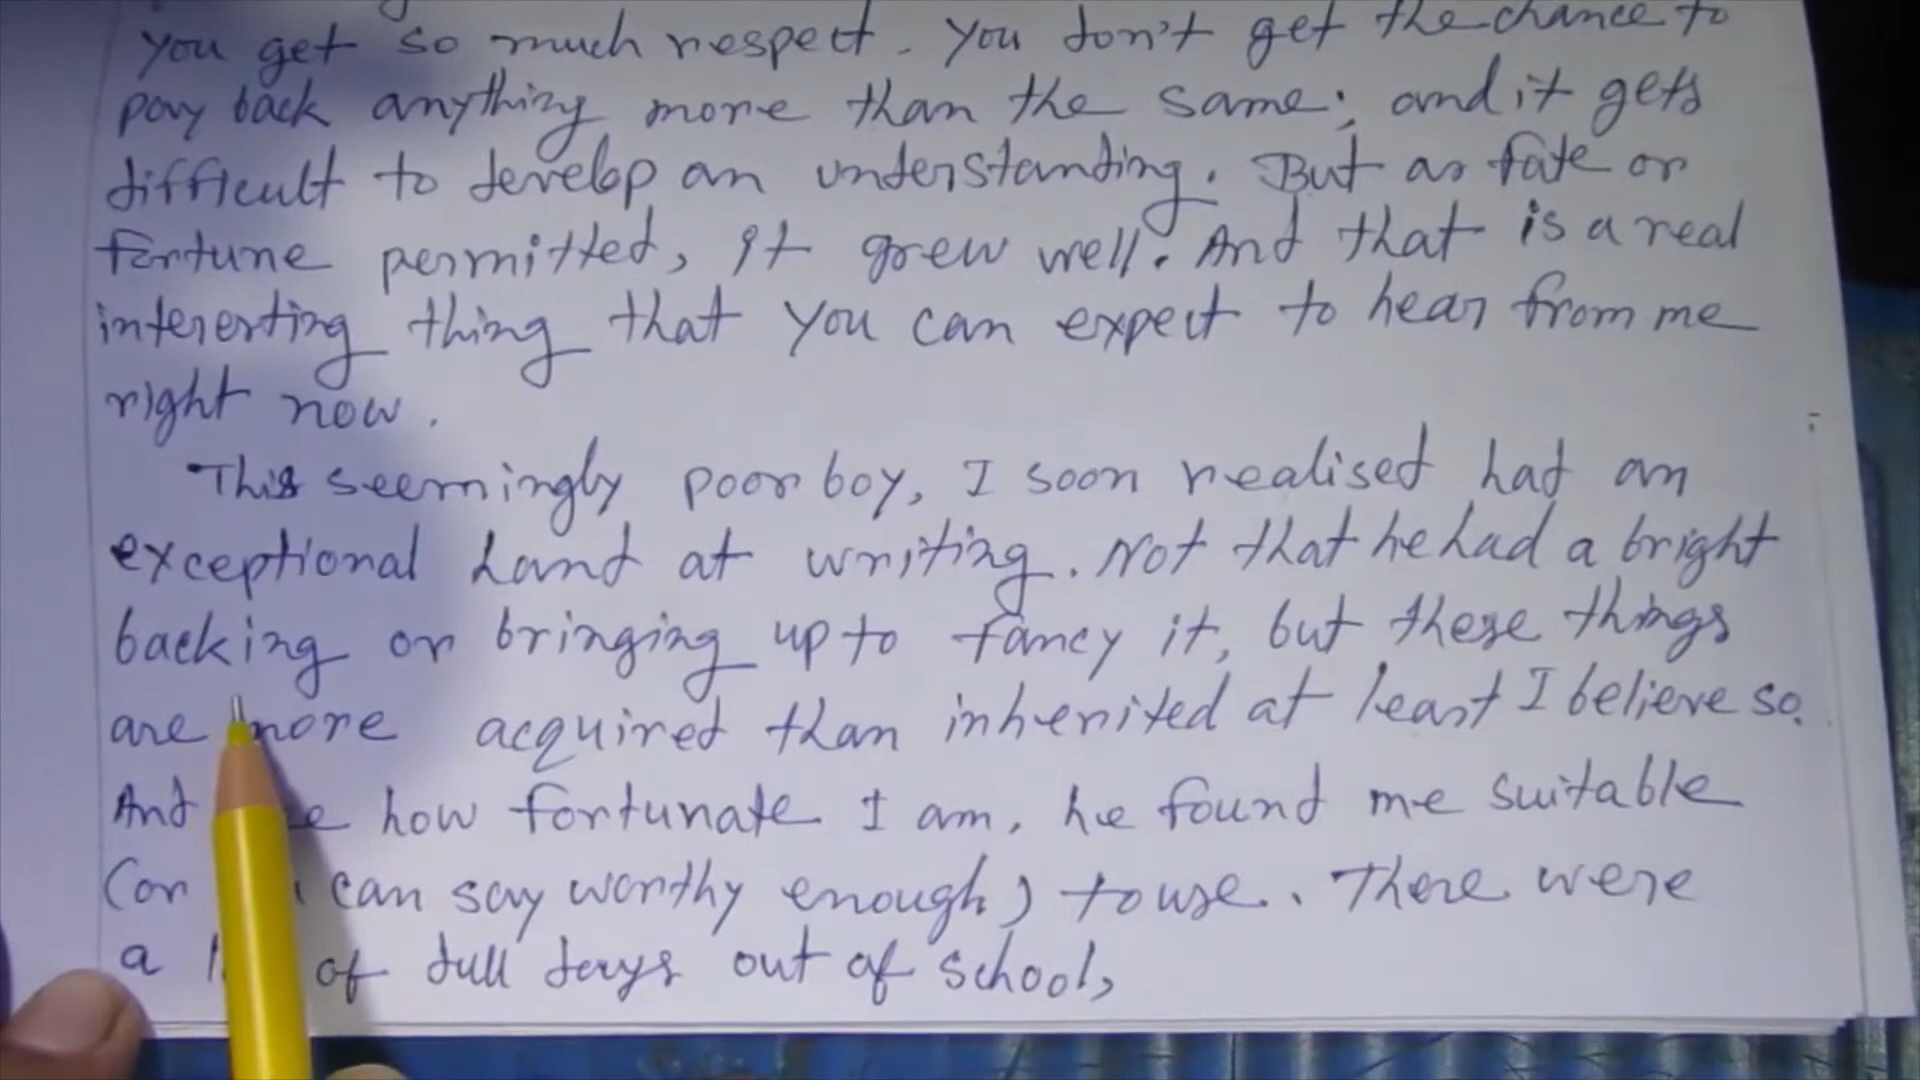 you get so much respect. You don't get the chance to
pay back anything more than the same; and it gets
difficult to develop an understanding. But as fate or
fortune permitted, It grew well. And that is a real
interesting thing that you can expect to hear from me
right now.
This seemingly poor boy, I soon realised had an
exceptional hand at writing. Not that he had a bright
backing or bringing up to fancy it, but these things
are more acquired than inherited at least I believe so.
And how fortunate I am, he found me suitable
(or can say worthy enough) to use. There were
a of dull days out of school,